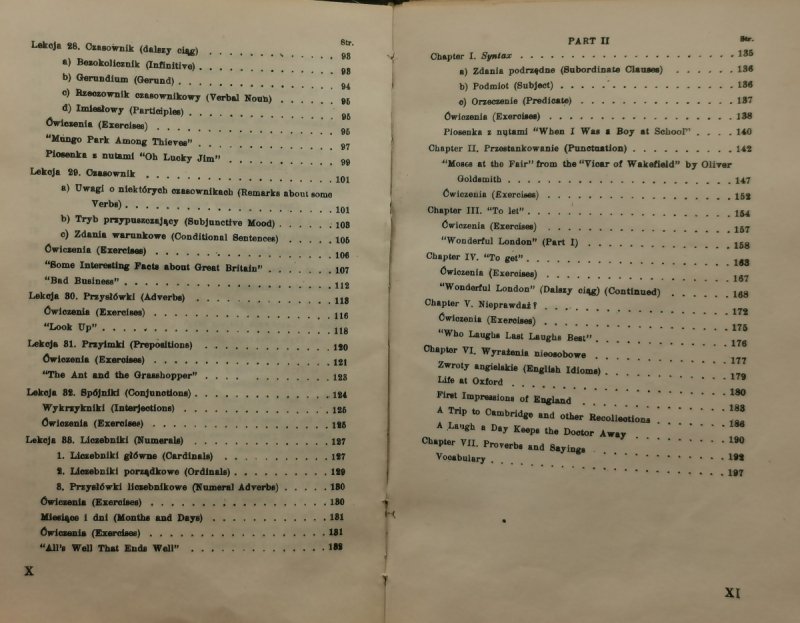 Str.
Lekcja 28. Czasownik (dalszy ciąg) . . . . . . . . . . . 93
a) Bezokolicznik (Infinitive) . . . . . . . . . . . 93
b) Gerundium (Gerund) . . . . . . . . . . . . 94
c) Rzeczownik czasownikowy (Verbal Noun) . . . . . 95
d) Imiesłowy (Participles) . . . . . . . . . . . . 95
Ćwiczenia (Exercises) . . . . . . . . . . . . . . 95
"Mungo Park Among Thieves" . . . . . . . . . . 97
Piosenka z nutami "Oh Lucky Jim" . . . . . . . . . 99
Lekcja 29. Czasownik . . . . . . . . . . . . . . . . 101
a) Uwagi o niektórych czasownikach (Remarks about some
Verbs) . . . . . . . . . . . . . . . . . 101
b) Tryb przypuszczający (Subjunctive Mood) . . . . . 103
c) Zdania warunkowe (Conditional Sentences) . . . . . 105
Ćwiczenia (Exercises) . . . . . . . . . . . . . . 106
"Some Interesting Facts about Great Britain" . . . . . . 107
"Bad Business" . . . . . . . . . . . . . . . . . 112
Lekcja 30. Przysłówki (Adverbs) . . . . . . . . . . . . 113
Ćwiczenia (Exercises) . . . . . . . . . . . . . . 116
"Look Up" . . . . . . . . . . . . . . . . . . . 118
Lekcja 31. Przyimki (Prepositions) . . . . . . . . . . . 120
Ćwiczenia (Exercises) . . . . . . . . . . . . . . 121
"The Ant and the Grasshopper" . . . . . . . . . . 123
Lekcja 32. Spójniki (Conjunctions) . . . . . . . . . . . 124
Wykrzykniki (Interjections) . . . . . . . . . . . . 125
Ćwiczenia (Exercises) . . . . . . . . . . . . . . 125
Lekcja 33. Liczebniki (Numerals) . . . . . . . . . . . . 127
1. Liczebniki główne (Cardinals) . . . . . . . . . 127
2. Liczebniki porządkowe (Ordinals) . . . . . . . . . 129
3. Przysłówki liczebnikowe (Numeral Adverbs) . . . . . 130
Ćwiczenia (Exercises) . . . . . . . . . . . . . . 130
Miesiące i dni (Months and Days) . . . . . . . . . . 131
Ćwiczenia (Exercises) . . . . . . . . . . . . . . 131
"All's Well That Ends Well" . . . . . . . . . . . 132
X
PART II
Str.
Chapter I. Syntax . . . . . . . . . . . . . . . . . 135
a) Zdania podrzędne (Subordinate Clauses) . . . . . . 136
b) Podmiot (Subject) . . . . . . . . . . . . . . 136
c) Orzeczenie (Predicate) . . . . . . . . . . . . 137
Ćwiczenia (Exercises) . . . . . . . . . . . . . . 138
Piosenka z nutami "When I Was a Boy at School" . . . . 140
Chapter II. Przestankowanie (Punctuation) . . . . . . . . 142
"Moses at the Fair" from the "Vicar of Wakefield" by Oliver
Goldsmith . . . . . . . . . . . . . . . . . 147
Ćwiczenia (Exercises) . . . . . . . . . . . . . . 152
Chapter III. "To let" . . . . . . . . . . . . . . . . 154
Ćwiczenia (Exercises) . . . . . . . . . . . . . . 157
"Wonderful London" (Part I) . . . . . . . . . . . 158
Chapter IV. "To get" . . . . . . . . . . . . . . . . 163
Ćwiczenia (Exercises) . . . . . . . . . . . . . . 167
"Wonderful London" (Dalszy ciąg) (Continued) . . . . . . 168
Chapter V. Nieprawdaż? . . . . . . . . . . . . . . . 172
Ćwiczenia (Exercises) . . . . . . . . . . . . . . 175
"Who Laughs Last Laughs Best" . . . . . . . . . . 176
Chapter VI. Wyrażenia nieosobowe . . . . . . . . . . . 177
Zwroty angielskie (English Idioms) . . . . . . . . . . 179
Life at Oxford . . . . . . . . . . . . . . . . . 180
First Impressions of England . . . . . . . . . . . . 183
A Trip to Cambridge and other Recollections . . . . . . 186
A Laugh a Day Keeps the Doctor Away . . . . . . . . 190
Chapter VII. Proverbs and Sayings . . . . . . . . . . . 192
Vocabulary . . . . . . . . . . . . . . . . . . . 197
XI